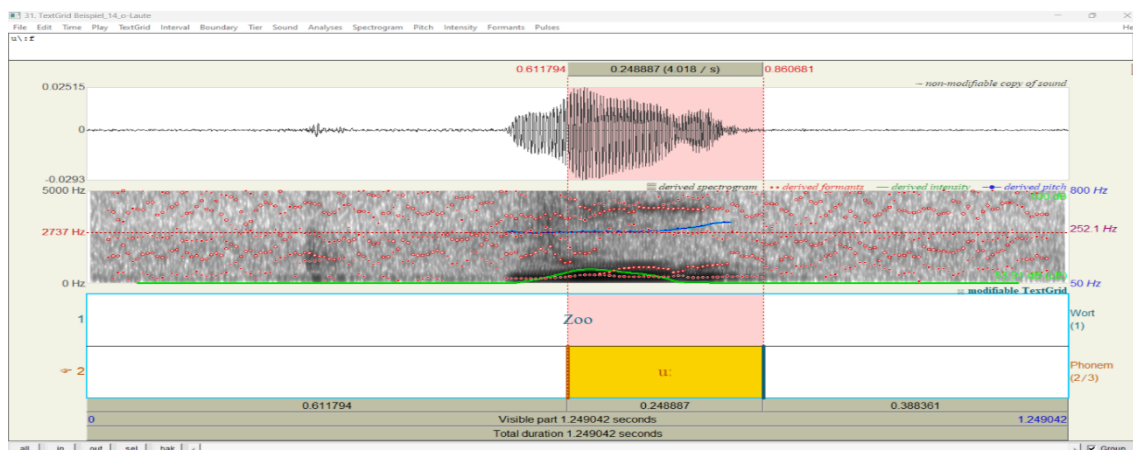 31. TextGrid Beispiel_14_o-Laute
File Edit Time Play TextGrid Interval Boundary Tier Sound Analyses Spectrogram Pitch Intensity Formants Pulses He
u\:f
0.611794 0.248887 (4.018 / s) 0.860681
0.02515 ~ non-modifiable copy of sound
0
-0.0293
5000 Hz derived spectrogram derived formants derived intensity derived pitch 800 Hz
2737 Hz 252.1 Hz
0 Hz 50 Hz
modifiable TextGrid
1 Zoo Wort
(1)
2 u: Phonem
(2/3)
0.611794 0.248887 0.388361
0 Visible part 1.249042 seconds 1.249042
Total duration 1.249042 seconds
all in out sel bak Group